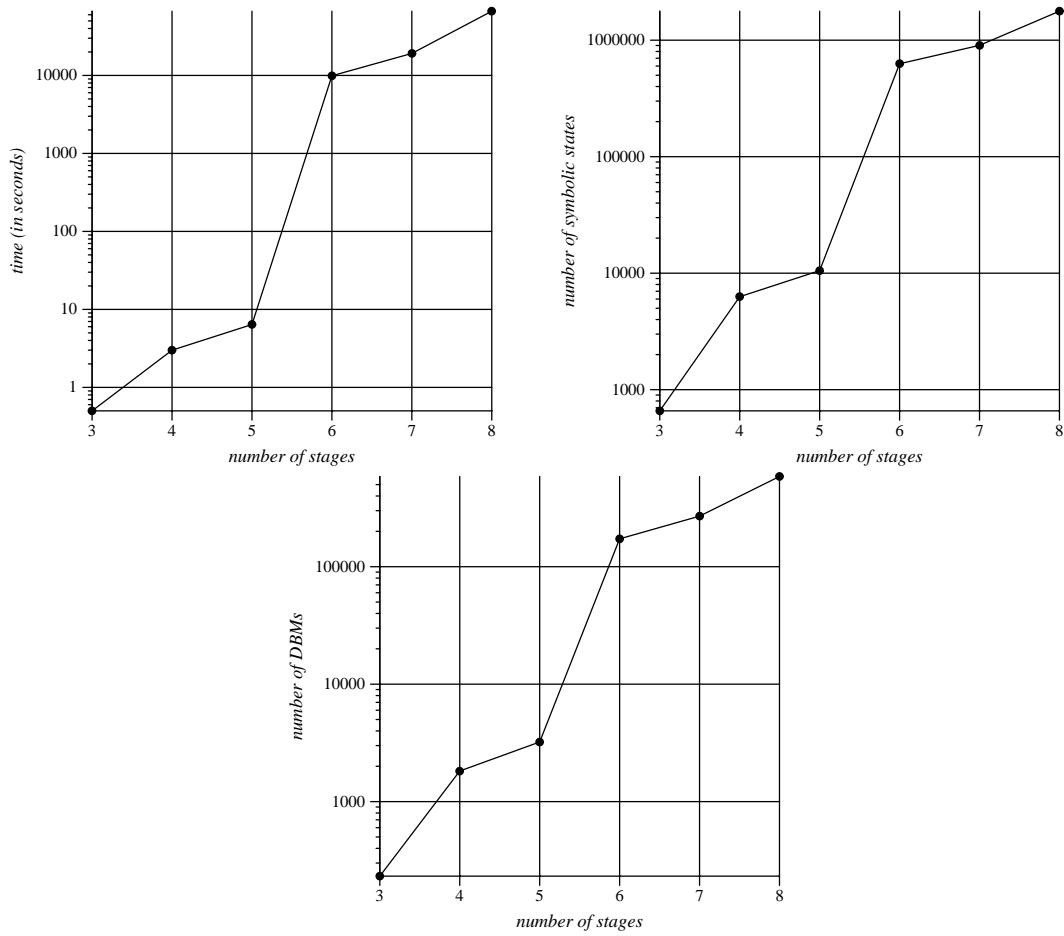 10000
1000
100
10
1
time (in seconds)
3 4 5 6 7 8
number of stages
1000000
100000
10000
1000
number of symbolic states
3 4 5 6 7 8
number of stages
100000
10000
1000
number of DBMs
3 4 5 6 7 8
number of stages